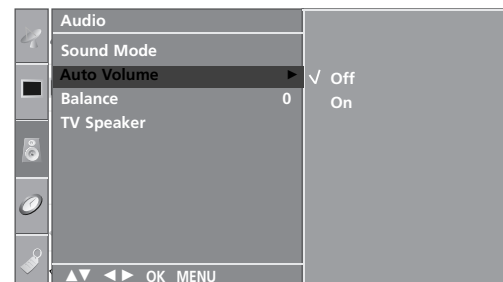 Audio
Sound Mode
Auto Volume ► √ Off
Balance 0 On
TV Speaker
▲▼ ◄► OK MENU